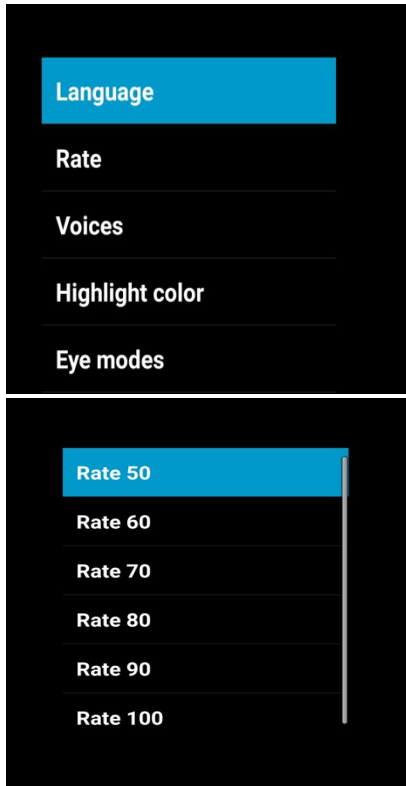 Language
Rate
Voices
Highlight color
Eye modes
Rate 50
Rate 60
Rate 70
Rate 80
Rate 90
Rate 100